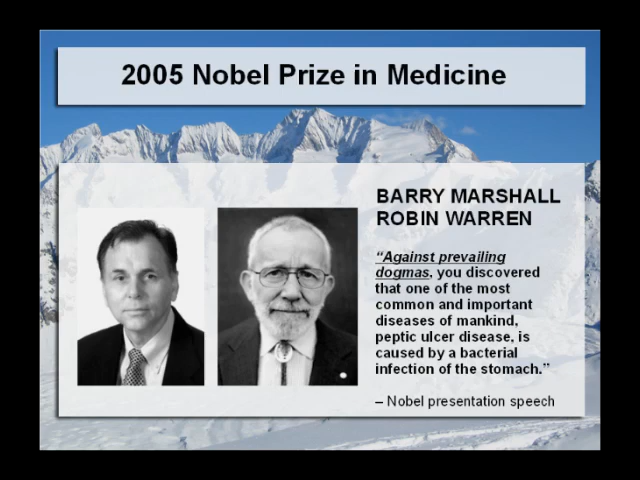 2005 Nobel Prize in Medicine
BARRY MARSHALL
ROBIN WARREN
“Against prevailing
dogmas, you discovered
that one of the most
common and important
diseases of mankind,
peptic ulcer disease, is
caused by a bacterial
infection of the stomach.”
– Nobel presentation speech